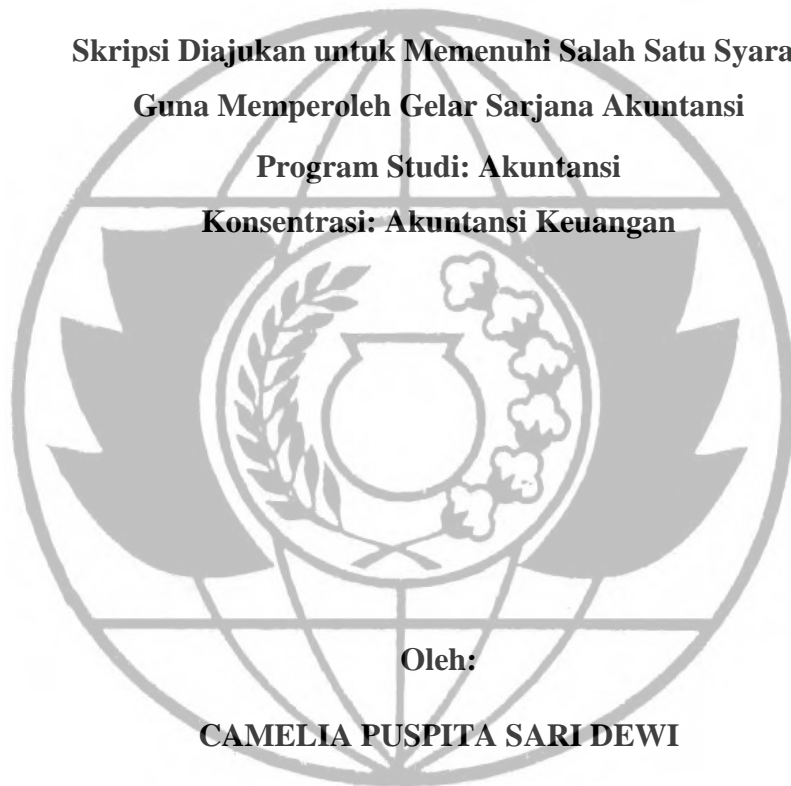 Skripsi Diajukan untuk Memenuhi Salah Satu Syara
Guna Memperoleh Gelar Sarjana Akuntansi
Program Studi: Akuntansi
Konsentrasi: Akuntansi Keuangan
Oleh:
CAMELIA PUSPITA SARI DEWI